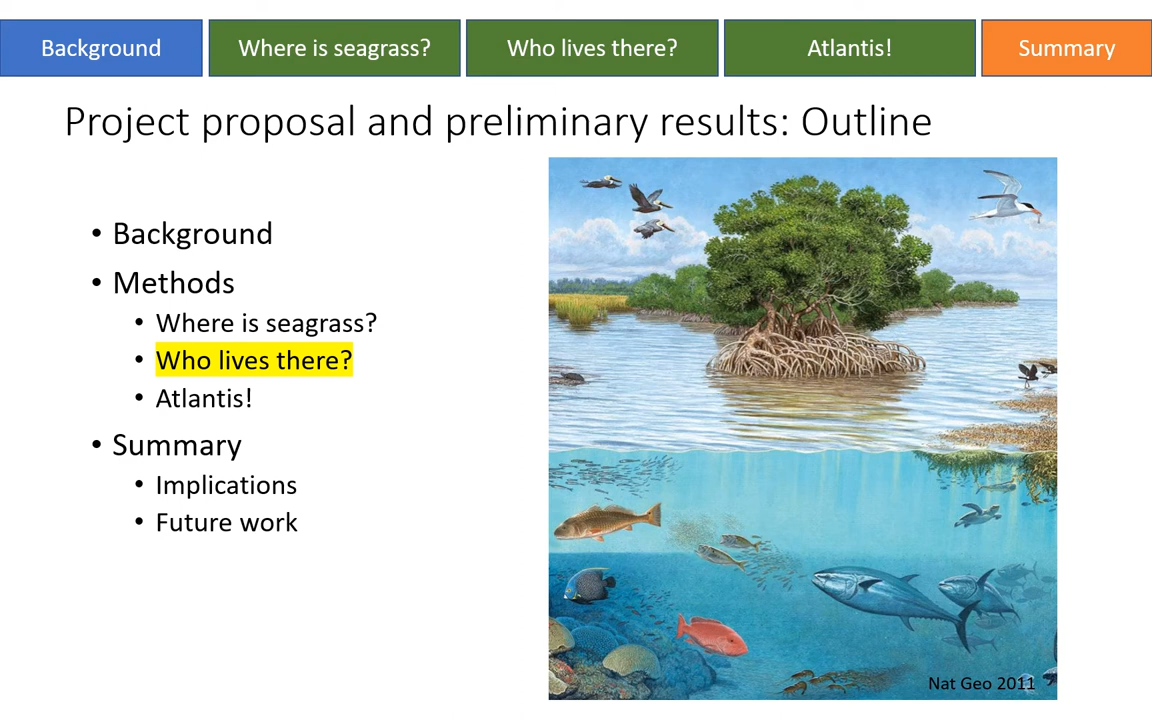 Background
Where is seagrass?
Who lives there?
Atlantis!
Summary
Project proposal and preliminary results: Outline
• Background
• Methods
• Where is seagrass?
• Who lives there?
• Atlantis!
• Summary
• Implications
• Future work
Nat Geo 2011